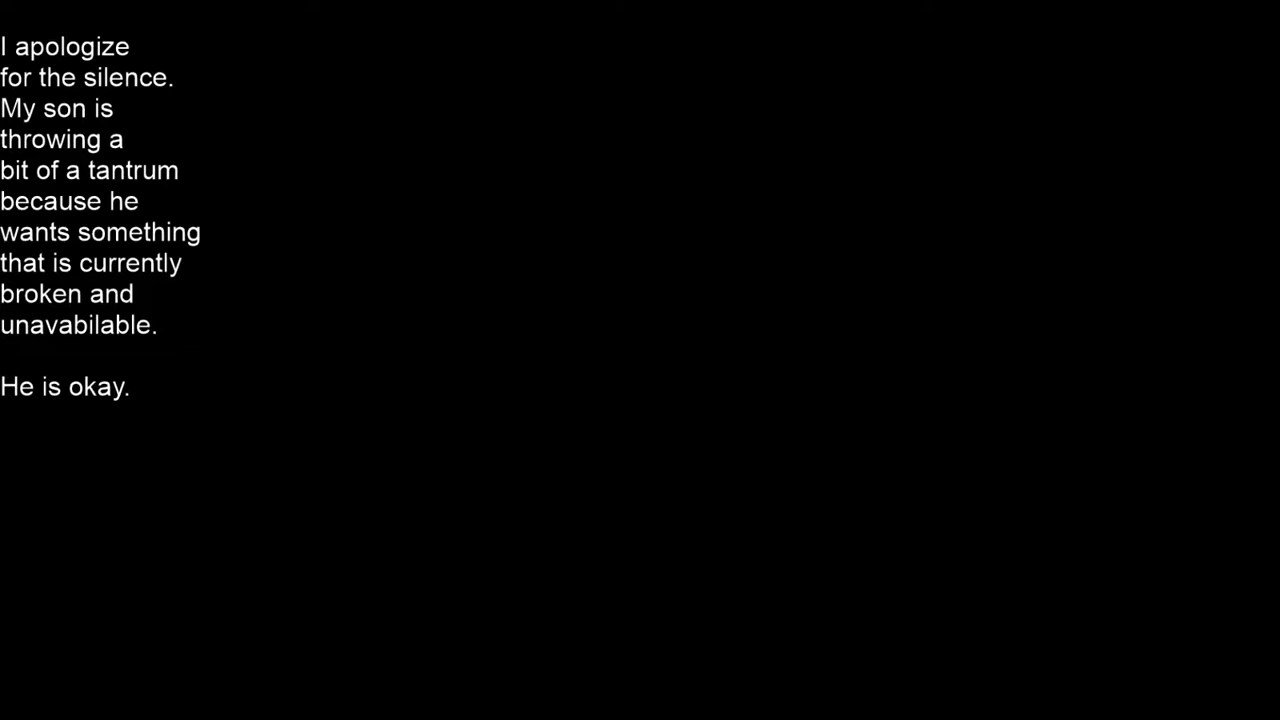 I apologize
for the silence.
My son is
throwing a
bit of a tantrum
because he
wants something
that is currently
broken and
unavabilable.
He is okay.